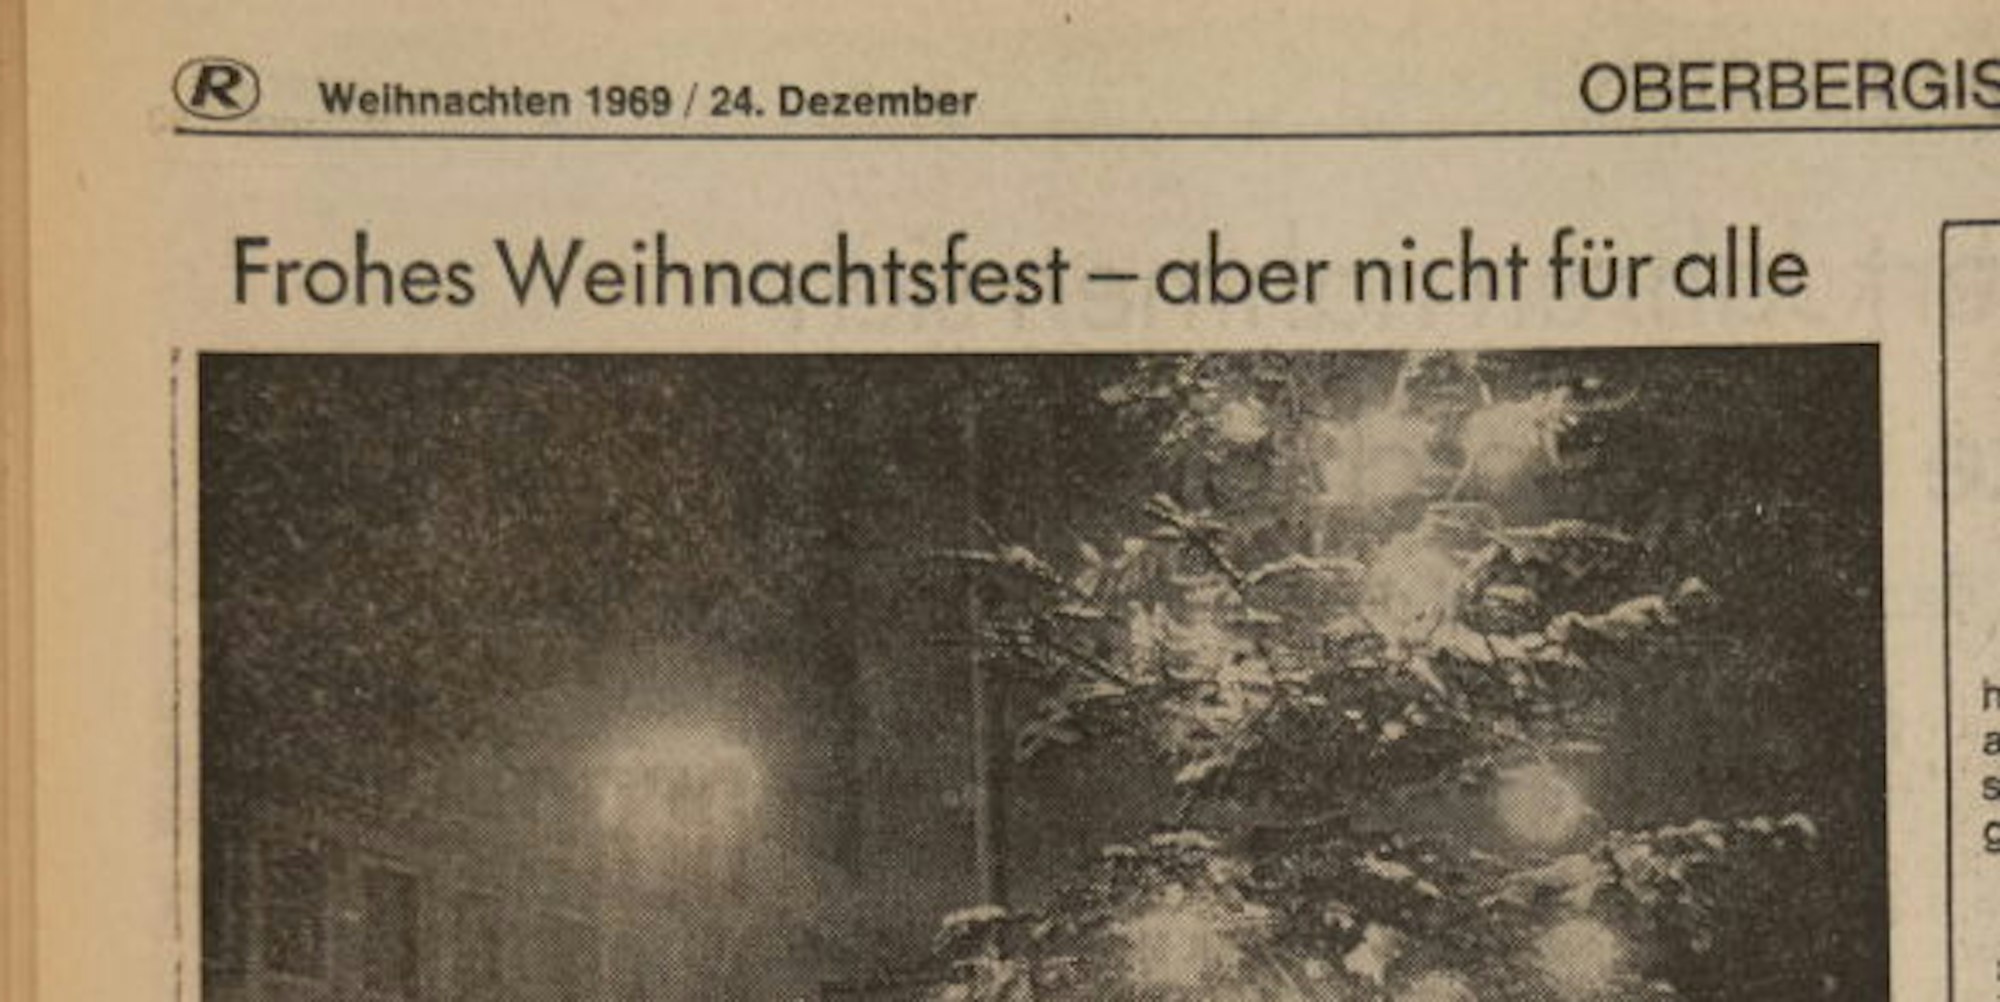 R Weihnachten 1969 / 24. Dezember OBERBERGIS
Frohes Weihnachtsfest – aber nicht für alle
h
a
s
g